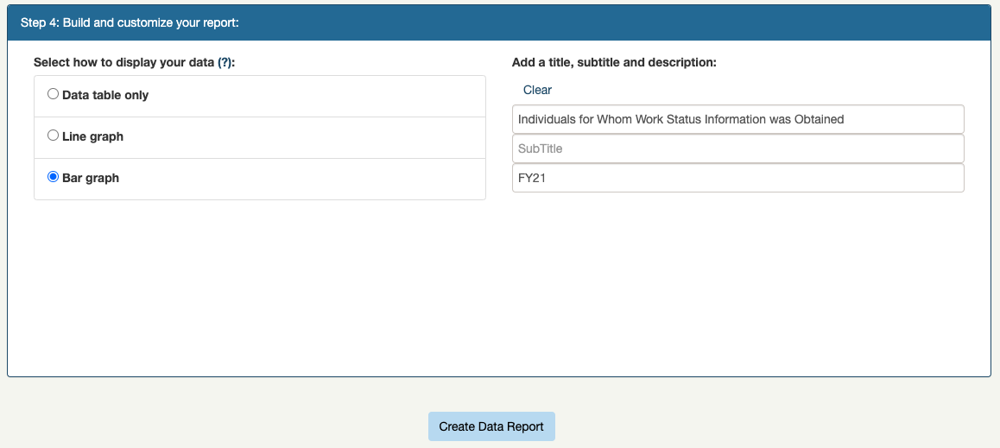 Step 4: Build and customize your report:
Select how to display your data (?):
Data table only
Line graph
Bar graph
Add a title, subtitle and description:
Clear
Individuals for Whom Work Status Information was Obtained
SubTitle
FY21
Create Data Report